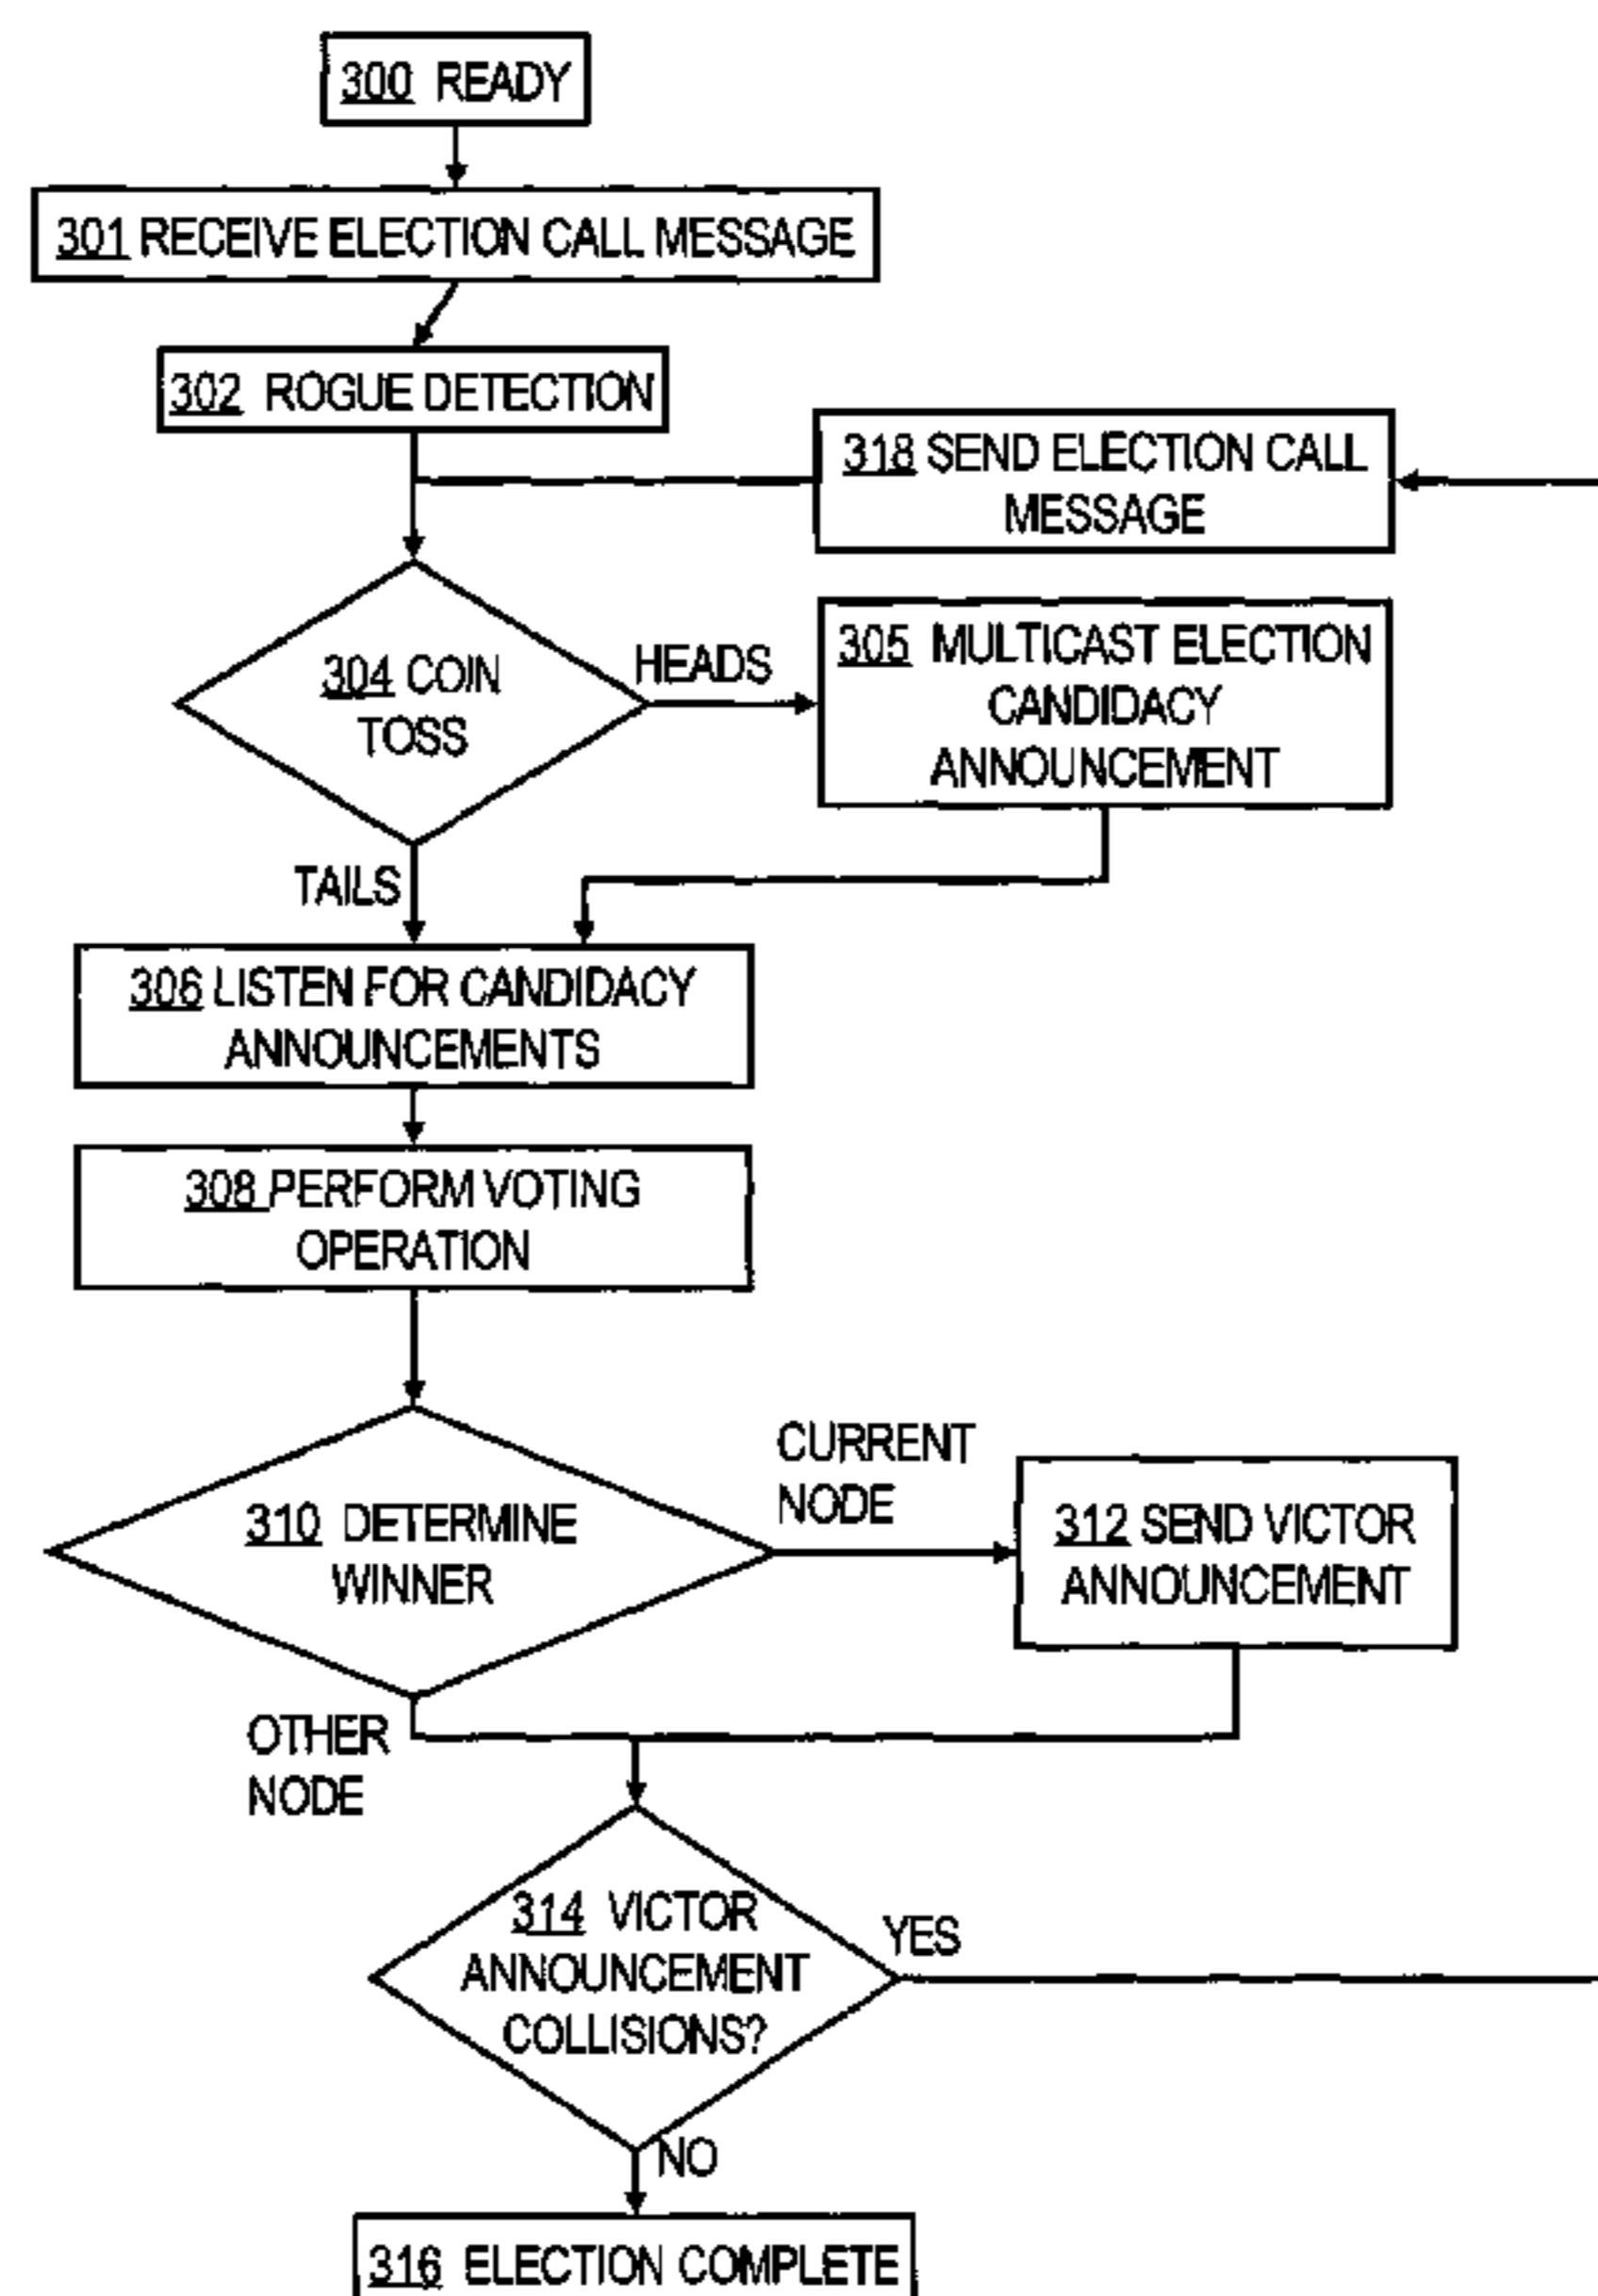 300 READY
301 RECEIVE ELECTION CALL MESSAGE
302 ROGUE DETECTION
318 SEND ELECTION CALL
MESSAGE
304 COIN
TOSS
HEADS
305 MULTICAST ELECTION
CANDIDACY
ANNOUNCEMENT
TAILS
306 LISTEN FOR CANDIDACY
ANNOUNCEMENTS
308 PERFORM VOTING
OPERATION
310 DETERMINE
WINNER
CURRENT
NODE
312 SEND VICTOR
ANNOUNCEMENT
OTHER
NODE
314 VICTOR
ANNOUNCEMENT
COLLISIONS?
YES
NO
316 ELECTION COMPLETE